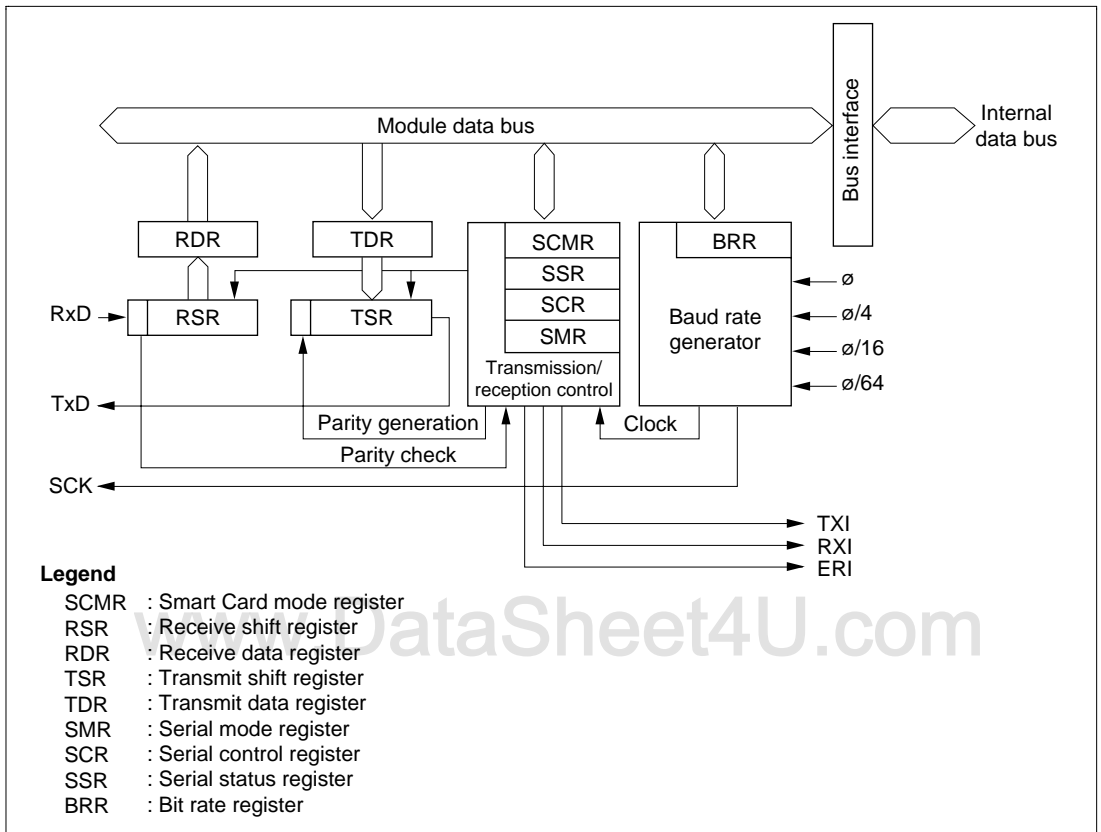 Module data bus
Bus interface
Internal
data bus
RDR
TDR
SCMR
SSR
SCR
SMR
Transmission/
reception control
BRR
Baud rate
generator
ø
ø/4
ø/16
ø/64
RxD
RSR
TSR
TxD
Parity generation
Clock
Parity check
SCK
TXI
RXI
ERI
Legend
SCMR : Smart Card mode register
RSR : Receive shift register
RDR : Receive data register
TSR : Transmit shift register
TDR : Transmit data register
SMR : Serial mode register
SCR : Serial control register
SSR : Serial status register
BRR : Bit rate register
www.DataSheet4U.com